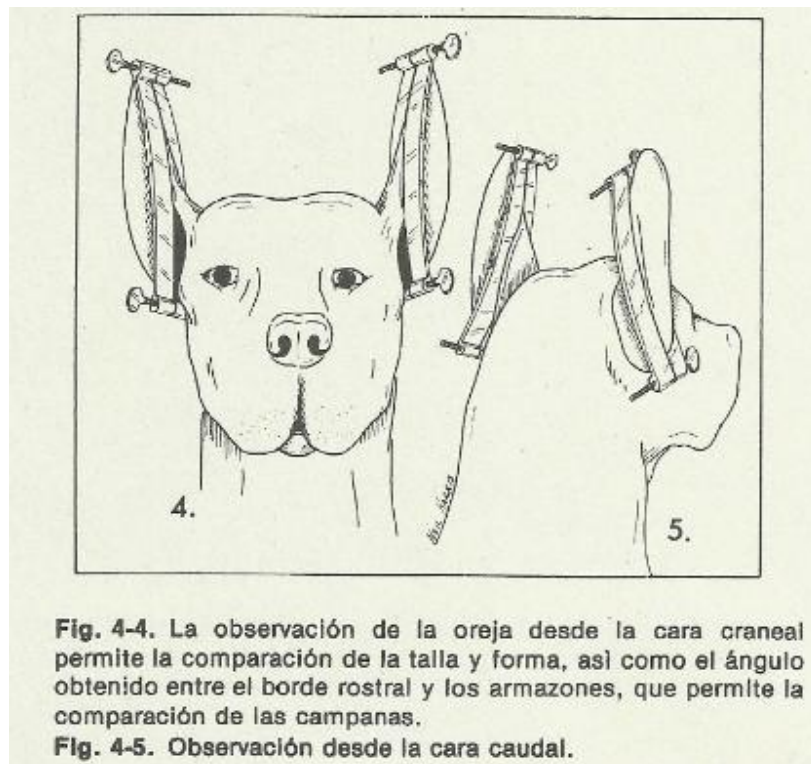 4.
5.
Fig. 4-4. La observación de la oreja desde la cara craneal
permite la comparación de la talla y forma, así como el ángulo
obtenido entre el borde rostral y los armazones, que permite la
comparación de las campanas.
Fig. 4-5. Observación desde la cara caudal.